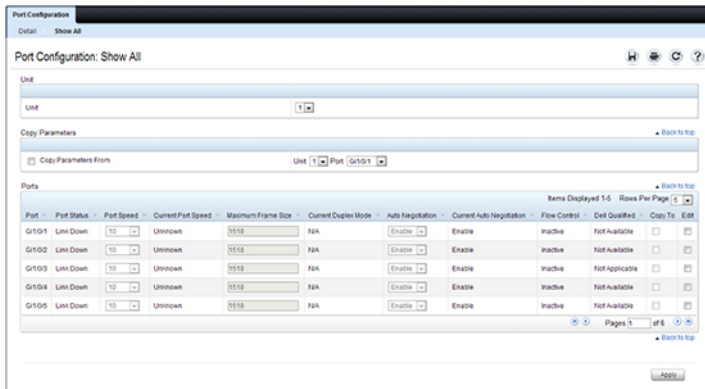 Port Configuration
Detail Show All
Port Configuration: Show All
Unit
Unit 1
Copy Parameters Back to top
Copy Parameters From Unit 1 Port Gi1/0/1
Ports Back to top
Items Displayed 1-5 Rows Per Page 5
Port Port Status Port Speed Current Port Speed Maximum Frame Size Current Duplex Mode Auto Negotiation Current Auto Negotiation Flow Control Dell Qualified Copy To Edit
Gi1/0/1 Link Down 10 Unknown 1518 N/A Enable Enable Inactive Not Available
Gi1/0/2 Link Down 10 Unknown 1518 N/A Enable Enable Inactive Not Available
Gi1/0/3 Link Down 10 Unknown 1518 N/A Enable Enable Inactive Not Applicable
Gi1/0/4 Link Down 10 Unknown 1518 N/A Enable Enable Inactive Not Available
Gi1/0/5 Link Down 10 Unknown 1518 N/A Enable Enable Inactive Not Available
Pages 1 of 6
Back to top
Apply